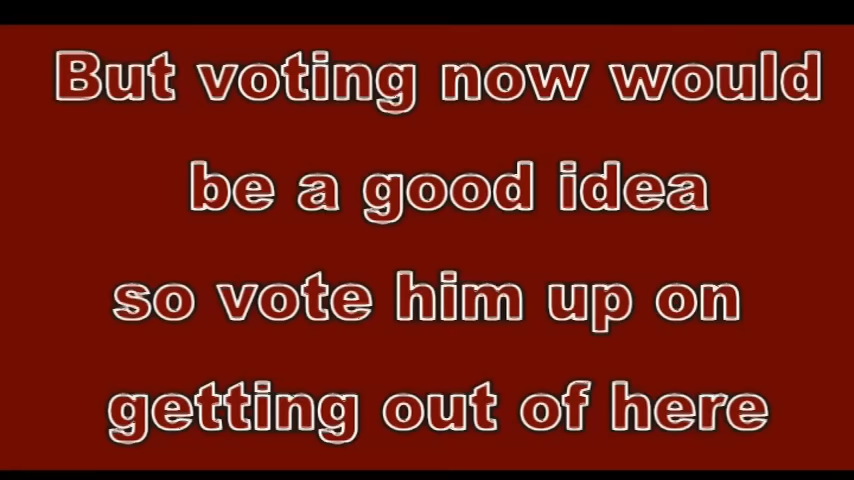 But voting now would
be a good idea
so vote him up on
getting out of here